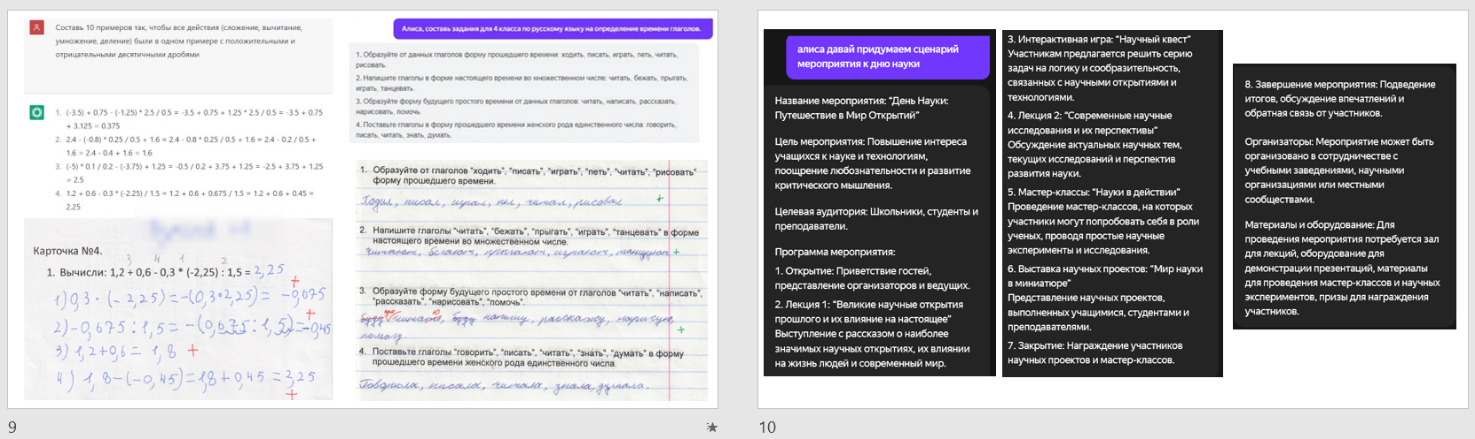 Составь 10 примеров так, чтобы все действия (сложение, вычитание,
умножение, деление) были в одном примере с положительными и
отрицательными десятичными дробями
1. (-3.5) + 0.75 - (-1.25) * 2.5 / 0.5 = -3.5 + 0.75 + 1.25 * 2.5 / 0.5 = -3.5 + 0.75
+ 3.125 = 0.375
2. 2.4 - (-0.8) * 0.25 / 0.5 + 1.6 = 2.4 - 0.8 * 0.25 / 0.5 + 1.6 = 2.4 - 0.2 / 0.5 +
1.6 = 2.4 - 0.4 + 1.6 = 1.6
3. (-5) * 0.1 / 0.2 - (-3.75) + 1.25 = -0.5 / 0.2 + 3.75 + 1.25 = -2.5 + 3.75 + 1.25
= 2.5
4. 1.2 + 0.6 - 0.3 * (-2.25) / 1.5 = 1.2 + 0.6 + 0.675 / 1.5 = 1.2 + 0.6 + 0.45 =
2.25
Карточка №4.
3 4 1 2
1. Вычисли: 1,2 + 0,6 - 0,3 * (-2,25) : 1,5 = 2,25
1) 0,3 · (-2,25) = -(0,3·2,25) = -0,675
2) -0,675 : 1,5 = -(0,675 : 1,5) = -0,45
3) 1,2+0,6 = 1,8
4) 1,8-(-0,45)=1,8+0,45=2,25
Алиса, составь задания для 4 класса по русскому языку на определение времени глаголов.
1. Образуйте от данных глаголов форму прошедшего времени: ходить, писать, играть, петь, читать,
рисовать.
2. Напишите глаголы в форме настоящего времени во множественном числе: читать, бежать, прыгать,
играть, танцевать.
3. Образуйте форму будущего простого времени от данных глаголов: читать, написать, рассказать,
нарисовать, помочь.
4. Поставьте глаголы в форму прошедшего времени женского рода единственного числа: говорить,
писать, читать, знать, думать.
1. Образуйте от глаголов "ходить", "писать", "играть", "петь", "читать", "рисовать"
форму прошедшего времени.
Ходил, писал, играл, пел, читал, рисовал
2. Напишите глаголы "читать", "бежать", "прыгать", "играть", "танцевать" в форме
настоящего времени во множественном числе.
3. Образуйте форму будущего простого времени от глаголов "читать", "написать",
"рассказать", "нарисовать", "помочь".
напишу, расскажу, нарисую,
помогу.
4. Поставьте глаголы "говорить", "писать", "читать", "знать", "думать" в форму
прошедшего времени женского рода единственного числа.
Говорила, писала, читала, знала, думала.
9
алиса давай придумаем сценарий
мероприятия к дню науки
Название мероприятия: "День Науки:
Путешествие в Мир Открытий"
Цель мероприятия: Повышение интереса
учащихся к науке и технологиям,
поощрение любознательности и развитие
критического мышления.
Целевая аудитория: Школьники, студенты и
преподаватели.
Программа мероприятия:
1. Открытие: Приветствие гостей,
представление организаторов и ведущих.
2. Лекция 1: "Великие научные открытия
прошлого и их влияние на настоящее"
Выступление с рассказом о наиболее
значимых научных открытиях, их влиянии
на жизнь людей и современный мир.
3. Интерактивная игра: "Научный квест"
Участникам предлагается решить серию
задач на логику и сообразительность,
связанных с научными открытиями и
технологиями.
4. Лекция 2: "Современные научные
исследования и их перспективы"
Обсуждение актуальных научных тем,
текущих исследований и перспектив
развития науки.
5. Мастер-классы: "Науки в действии"
Проведение мастер-классов, на которых
участники могут попробовать себя в роли
ученых, проводя простые научные
эксперименты и исследования.
6. Выставка научных проектов: "Мир науки
в миниатюре"
Представление научных проектов,
выполненных учащимися, студентами и
преподавателями.
7. Закрытие: Награждение участников
научных проектов и мастер-классов.
8. Завершение мероприятия: Подведение
итогов, обсуждение впечатлений и
обратная связь от участников.
Организаторы: Мероприятие может быть
организовано в сотрудничестве с
учебными заведениями, научными
организациями или местными
сообществами.
Материалы и оборудование: Для
проведения мероприятия потребуется зал
для лекций, оборудование для
демонстрации презентаций, материалы
для проведения мастер-классов и научных
экспериментов, призы для награждения
участников.
10